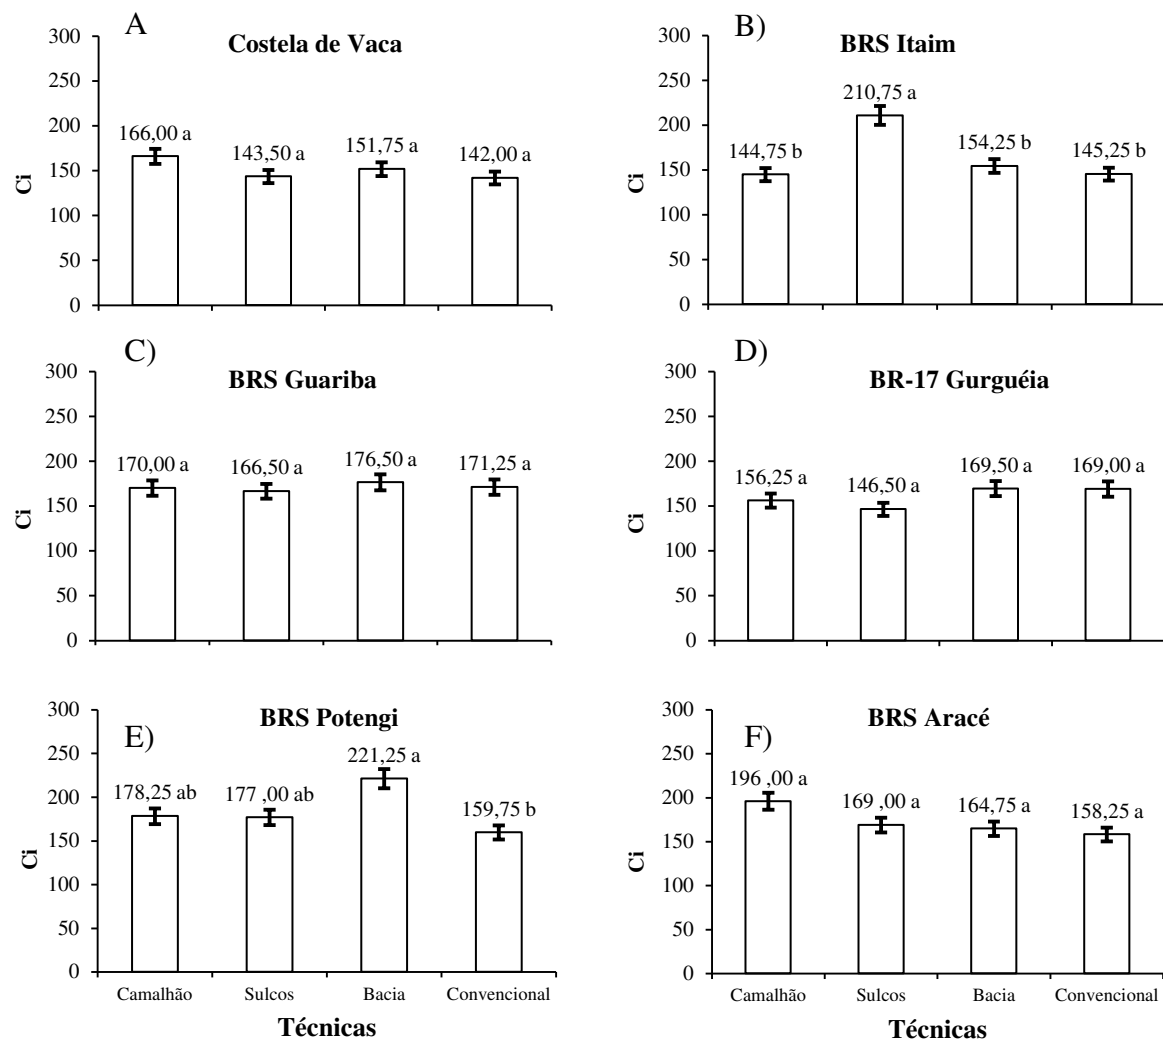 A
Costela de Vaca
300
250
200
150
100
50
0
Ci
166,00 a
143,50 a
151,75 a
142,00 a
B)
BRS Itaim
300
250
200
150
100
50
0
Ci
144,75 b
210,75 a
154,25 b
145,25 b
C)
BRS Guariba
300
250
200
150
100
50
0
Ci
170,00 a
166,50 a
176,50 a
171,25 a
D)
BR-17 Gurguéia
300
250
200
150
100
50
0
Ci
156,25 a
146,50 a
169,50 a
169,00 a
E)
BRS Potengi
300
250
200
150
100
50
0
Ci
178,25 ab
177 ,00 ab
221,25 a
159,75 b
Camalhão
Sulcos
Bacia
Convencional
Técnicas
F)
BRS Aracé
300
250
200
150
100
50
0
Ci
196 ,00 a
169 ,00 a
164,75 a
158,25 a
Camalhão
Sulcos
Bacia
Convencional
Técnicas